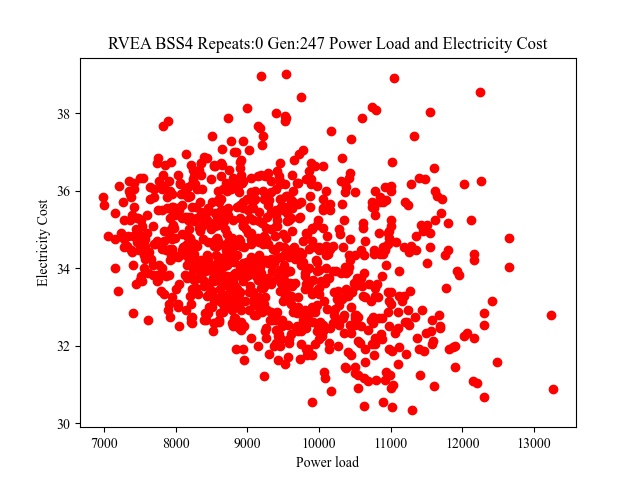 RVEA BSS4 Repeats:0 Gen:247 Power Load and Electricity Cost
Electricity Cost
38
36
34
32
30
7000 8000 9000 10000 11000 12000 13000
Power load